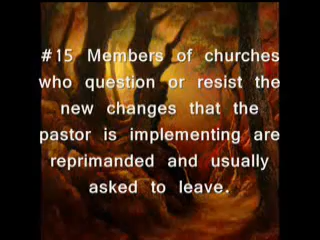 #15 Members of churches
who question or resist the
new changes that the
pastor is implementing are
reprimanded and usually
asked to leave.